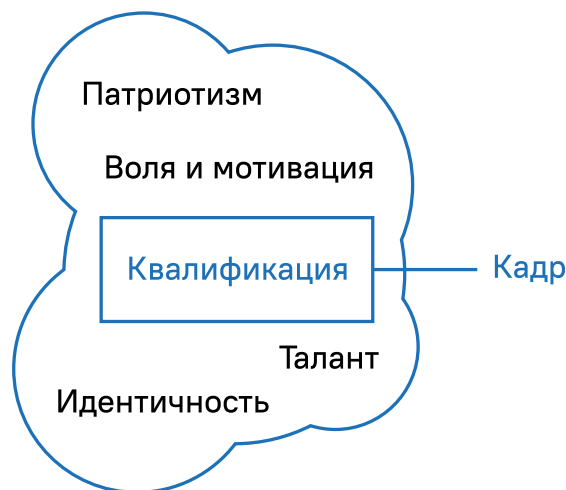 Патриотизм
Воля и мотивация
Квалификация
Кадр
Талант
Идентичность